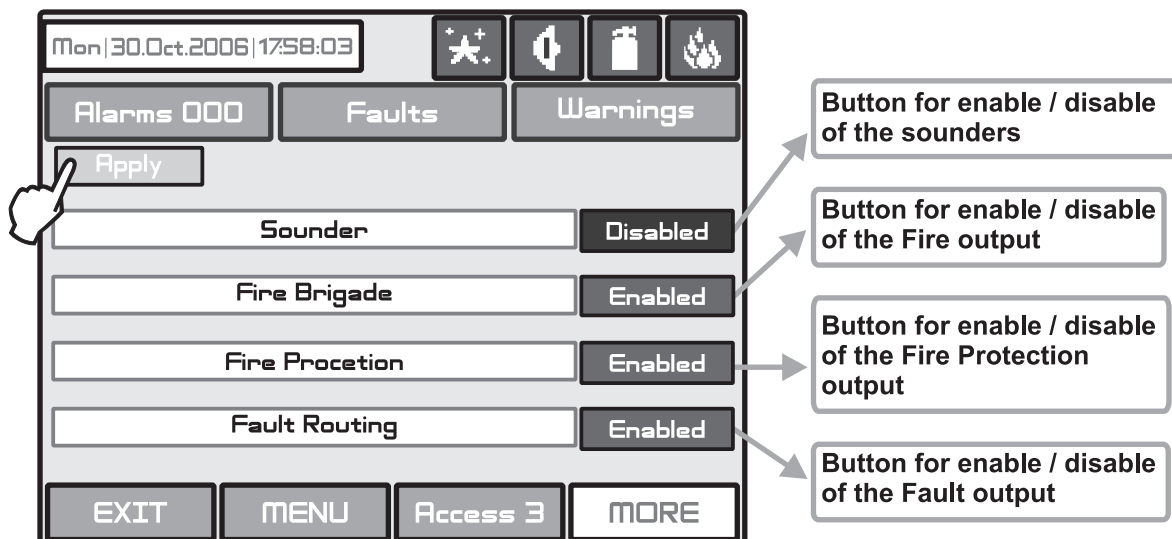 Mon|30.Oct.2006|17:58:03
Alarms 000
Faults
Warnings
Apply
Sounder
Disabled
Fire Brigade
Enabled
Fire Procetion
Enabled
Fault Routing
Enabled
EXIT
MENU
Access 3
MORE
Button for enable / disable
of the sounders
Button for enable / disable
of the Fire output
Button for enable / disable
of the Fire Protection
output
Button for enable / disable
of the Fault output